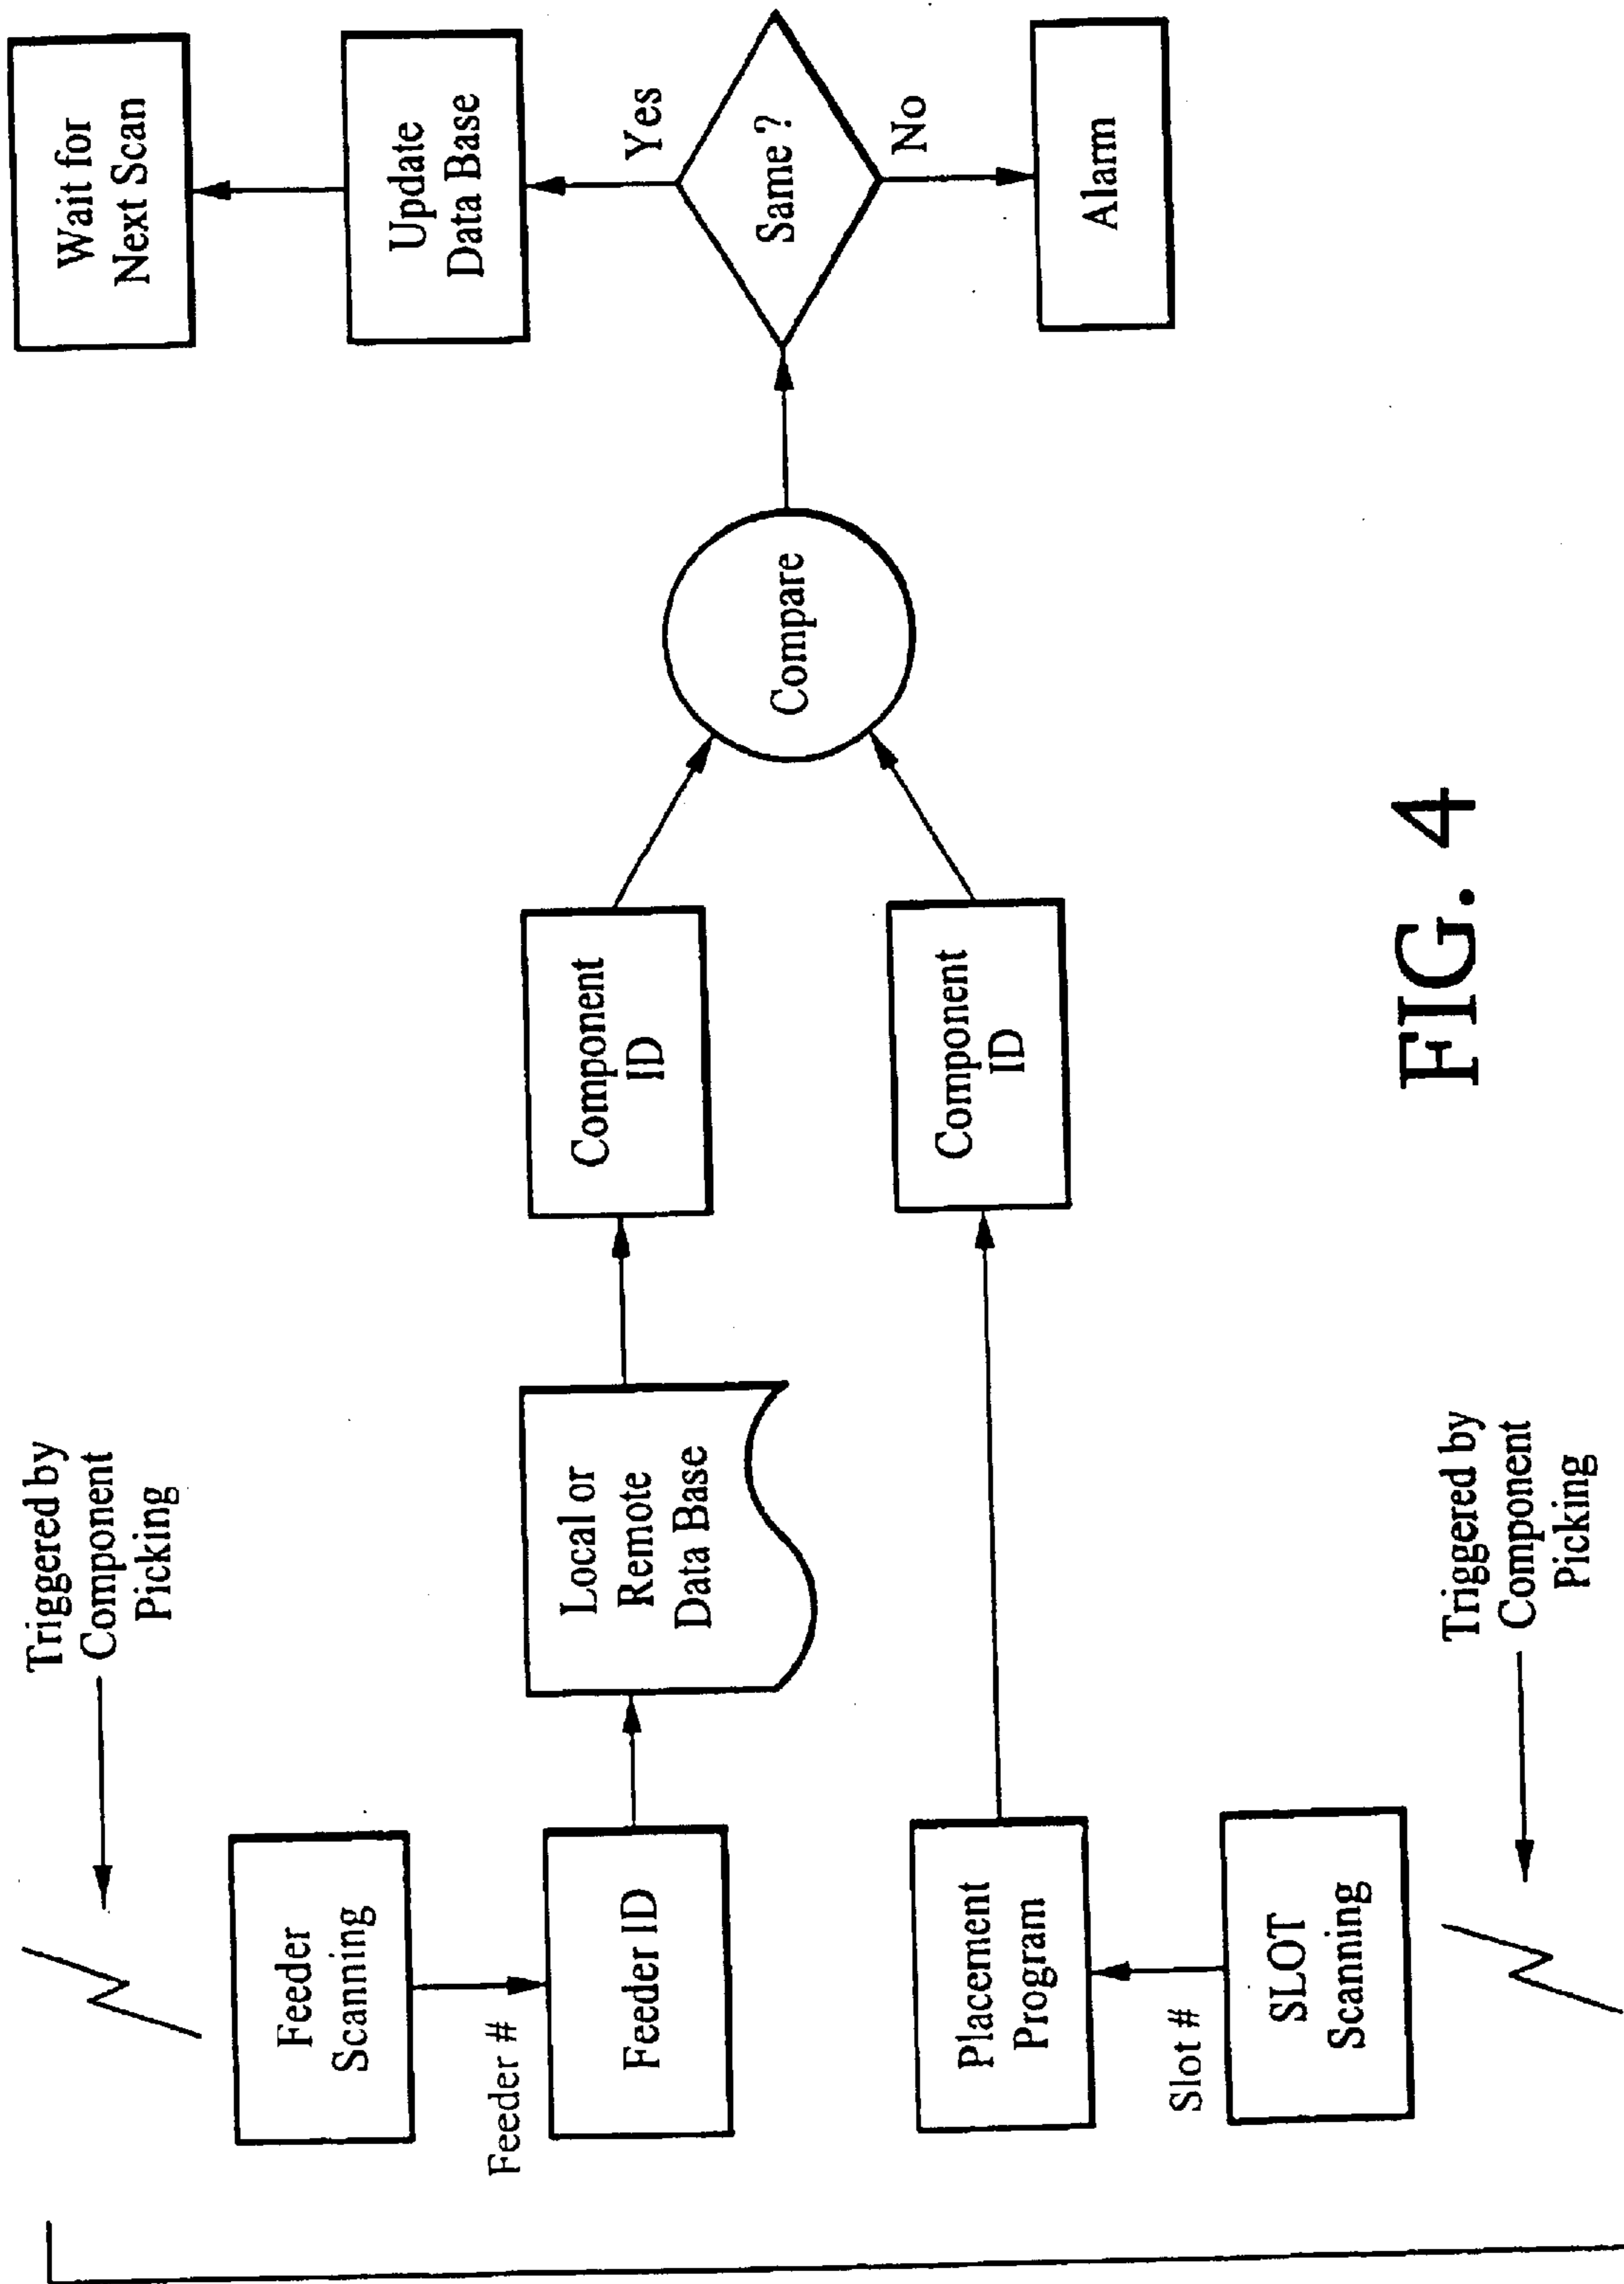 Triggered by
Component
Picking
Feeder
Scanning
Feeder #
Feeder ID
Local or
Remote
Data Base
Component
ID
Placement
Program
Slot #
SLOT
Scanning
Triggered by
Component
Picking
Component
ID
Compare
Same ?
Yes
Update
Data Base
Wait for
Next Scan
No
Alarm
FIG. 4